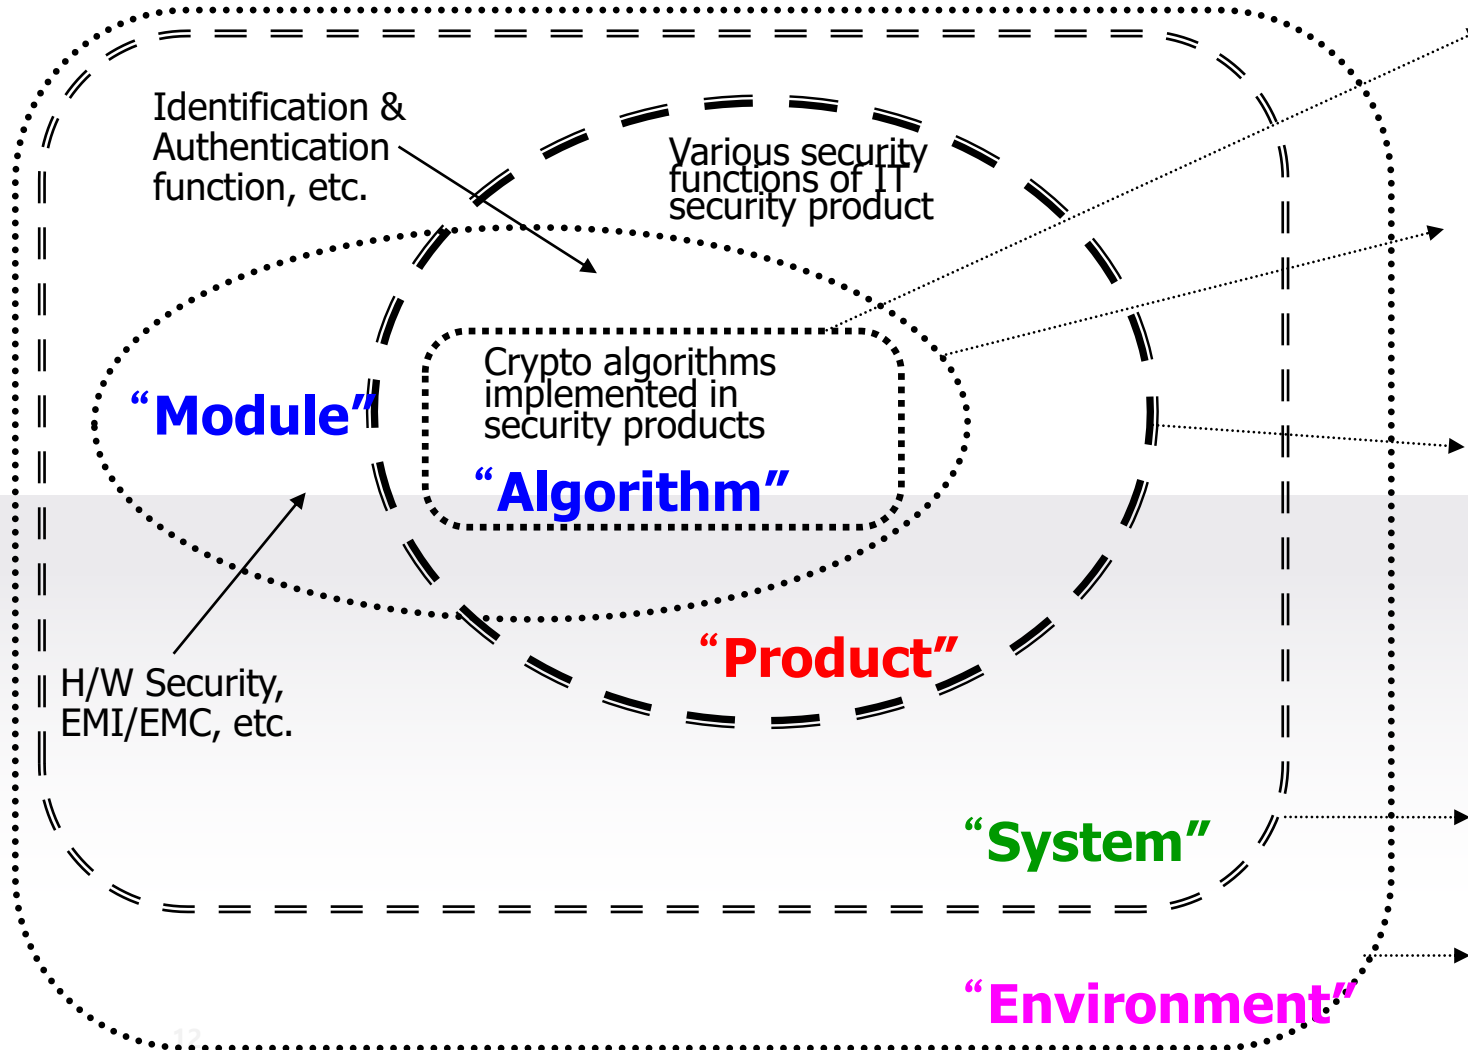 Identification &
Authentication
function, etc.
Various security
functions of IT
security product
Crypto algorithms
implemented in
security products
“Module”
“Algorithm”
“Product”
H/W Security,
EMI/EMC, etc.
“System”
“Environment”
12